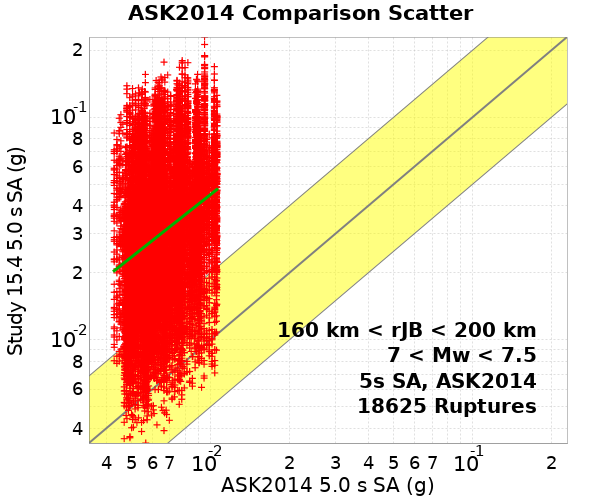 ASK2014 Comparison Scatter
Study 15.4 5.0 s SA (g)
2
10-1
8
6
4
3
2
10-2
8
6
4
160 km < rJB < 200 km
7 < Mw < 7.5
5s SA, ASK2014
18625 Ruptures
4 5 6 7 10-2 2 3 4 5 6 7 10-1 2
ASK2014 5.0 s SA (g)